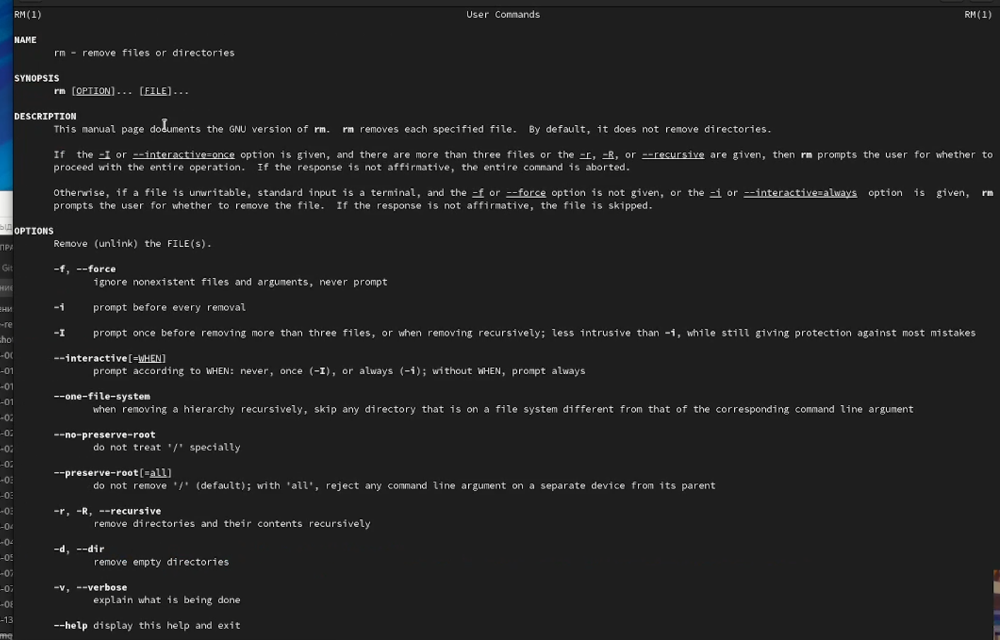 RM(1) User Commands RM(1)
NAME
rm - remove files or directories
SYNOPSIS
rm [OPTION]... [FILE]...
DESCRIPTION
This manual page documents the GNU version of rm. rm removes each specified file. By default, it does not remove directories.
If the -I or --interactive=once option is given, and there are more than three files or the -r, -R, or --recursive are given, then rm prompts the user for whether to
proceed with the entire operation. If the response is not affirmative, the entire command is aborted.
Otherwise, if a file is unwritable, standard input is a terminal, and the -f or --force option is not given, or the -i or --interactive=always option is given, rm
prompts the user for whether to remove the file. If the response is not affirmative, the file is skipped.
OPTIONS
Remove (unlink) the FILE(s).
-f, --force
ignore nonexistent files and arguments, never prompt
-i prompt before every removal
-I prompt once before removing more than three files, or when removing recursively; less intrusive than -i, while still giving protection against most mistakes
--interactive[=WHEN]
prompt according to WHEN: never, once (-I), or always (-i); without WHEN, prompt always
--one-file-system
when removing a hierarchy recursively, skip any directory that is on a file system different from that of the corresponding command line argument
--no-preserve-root
do not treat '/' specially
--preserve-root[=all]
do not remove '/' (default); with 'all', reject any command line argument on a separate device from its parent
-r, -R, --recursive
remove directories and their contents recursively
-d, --dir
remove empty directories
-v, --verbose
explain what is being done
--help display this help and exit